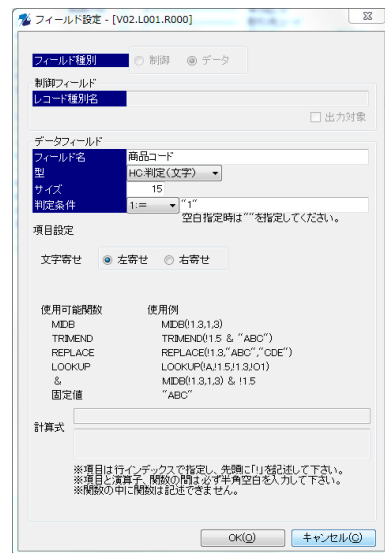 フィールド設定 - [V02.L001.R000]
フィールド種別 制御 データ
制御フィールド
レコード種別名
出力対象
データフィールド
フィールド名 商品コード
型 HC:判定(文字)
サイズ 15
判定条件 1:= "1"
空白指定時は""を指定してください。
項目設定
文字寄せ 左寄せ 右寄せ
使用可能関数 使用例
MIDB MIDB(!1.3,1,3)
TRIMEND TRIMEND(!1.5 & "ABC")
REPLACE REPLACE(!1.3,"ABC","CDE")
LOOKUP LOOKUP(!A,!1.5,!1.3,!O1)
& MIDB(!1.3,1,3) & !1.5
固定値 "ABC"
計算式
※項目は行インデックスで指定し、先頭に「!」を記述して下さい。
※項目と演算子、関数の間は必ず半角空白を入力して下さい。
※関数の中に関数は記述できません。
OK(O) キャンセル(C)